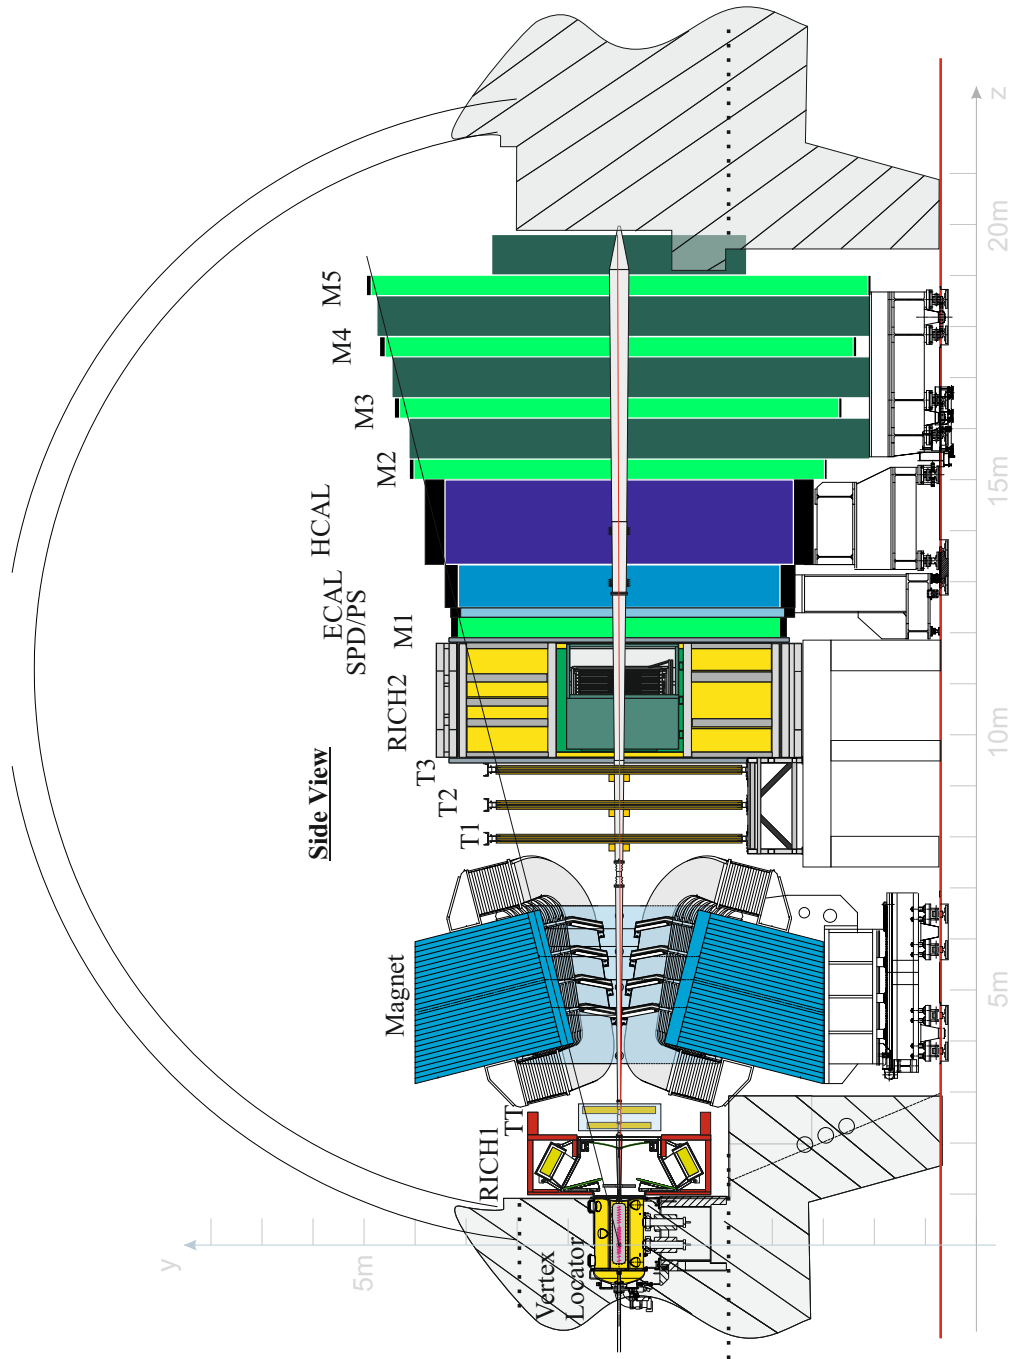 Side View
Vertex
Locator
RICH1
TT
Magnet
T1
T2
T3
RICH2
M1
SPD/PS
ECAL
HCAL
M2
M3
M4
M5
y
5m
5m
10m
15m
20m
z